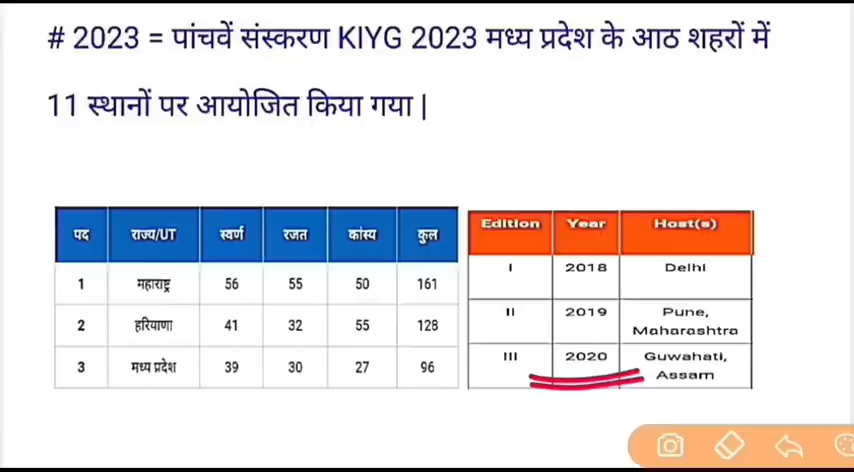 # 2023 = पांचवें संस्करण KIYG 2023 मध्य प्रदेश के आठ शहरों में
11 स्थानों पर आयोजित किया गया |
पद राज्य/UT स्वर्ण रजत कांस्य कुल
1 महाराष्ट्र 56 55 50 161
2 हरियाणा 41 32 55 128
3 मध्य प्रदेश 39 30 27 96
Edition Year Host(s)
I 2018 Delhi
II 2019 Pune,
Maharashtra
III 2020 Guwahati,
Assam